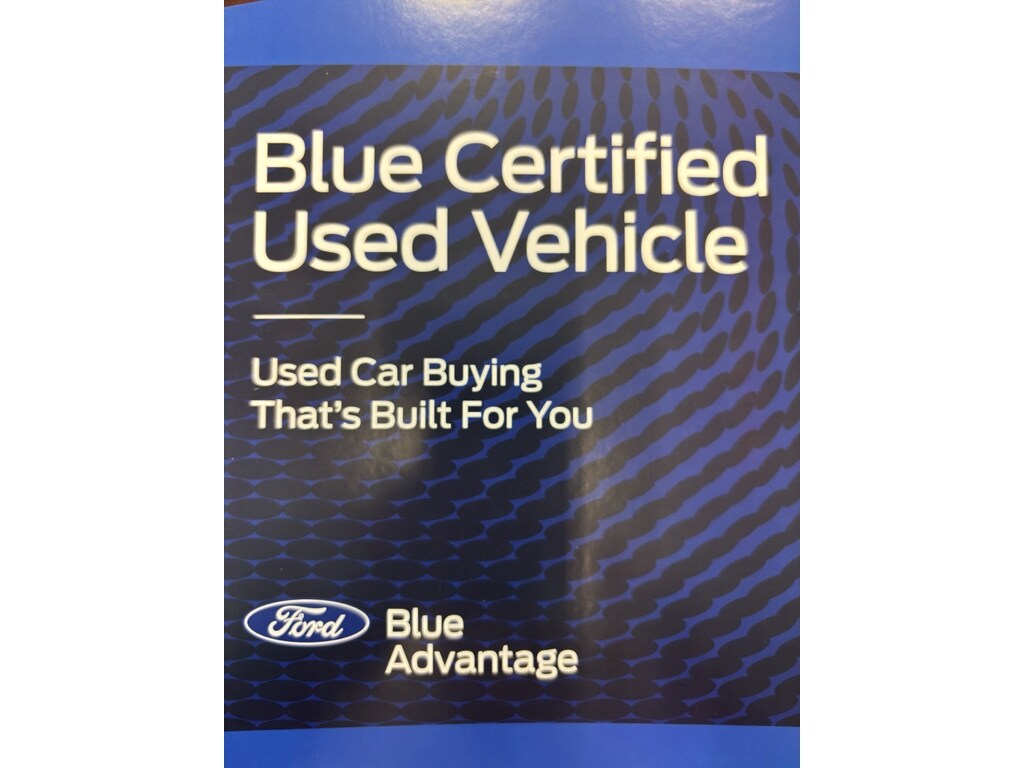 Blue Certified
Used Vehicle
Used Car Buying
That's Built For You
Ford
Blue
Advantage